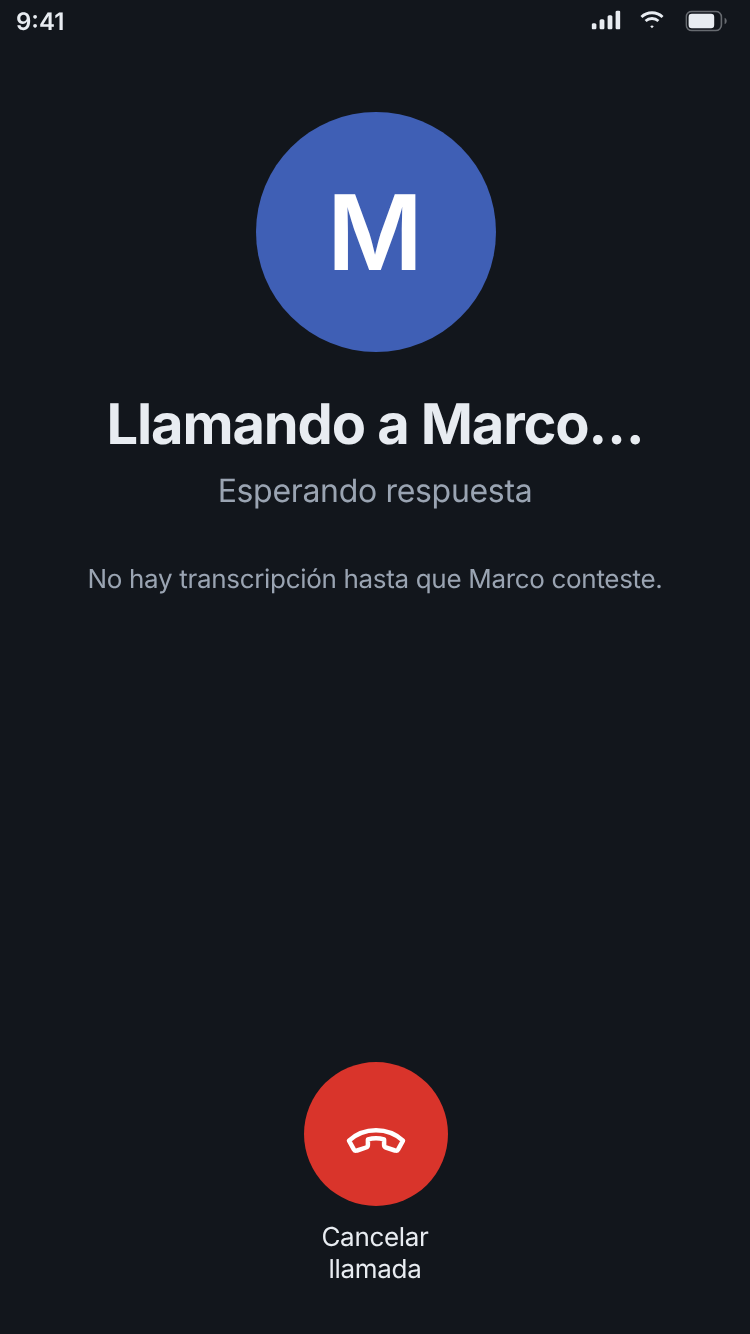 9:41
M
Llamando a Marco...
Esperando respuesta
No hay transcripción hasta que Marco conteste.
Cancelar
llamada